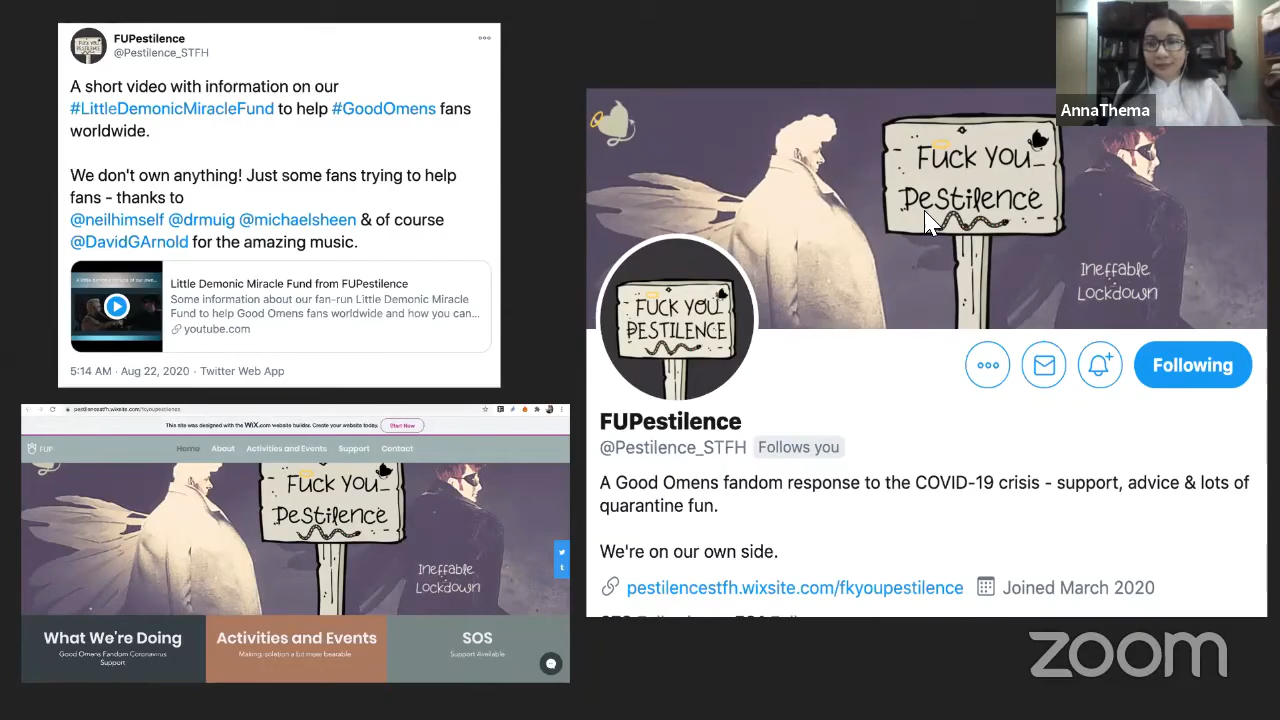 FUPestilence
@Pestilence_STFH
A short video with information on our
#LittleDemonicMiracleFund to help #GoodOmens fans
worldwide.
We don't own anything! Just some fans trying to help
fans - thanks to
@neilhimself @drmuig @michaelsheen & of course
@DavidGArnold for the amazing music.
Little Demonic Miracle Fund from FUPestilence
Some information about our fan-run Little Demonic Miracle
Fund to help Good Omens fans worldwide and how you can...
youtube.com
5:14 AM · Aug 22, 2020 · Twitter Web App
pestilencestfh.wixsite.com/fkyoupestilence
This site was designed with the WiX.com website builder. Create your website today.
Start Now
FUP
Home About Activities and Events Support Contact
FUCK YOU
PESTILENCE
INEFFABLE
LOCKDOWN
What We're Doing
Good Omens Fandom Coronavirus
Support
Activities and Events
Making isolation a bit more bearable
SOS
Support Available
AnnaThema
FUCK YOU
PESTILENCE
INEFFABLE
LOCKDOWN
FUCK YOU
PESTILENCE
Following
FUPestilence
@Pestilence_STFH Follows you
A Good Omens fandom response to the COVID-19 crisis - support, advice & lots of
quarantine fun.
We're on our own side.
pestilencestfh.wixsite.com/fkyoupestilence Joined March 2020
zoom